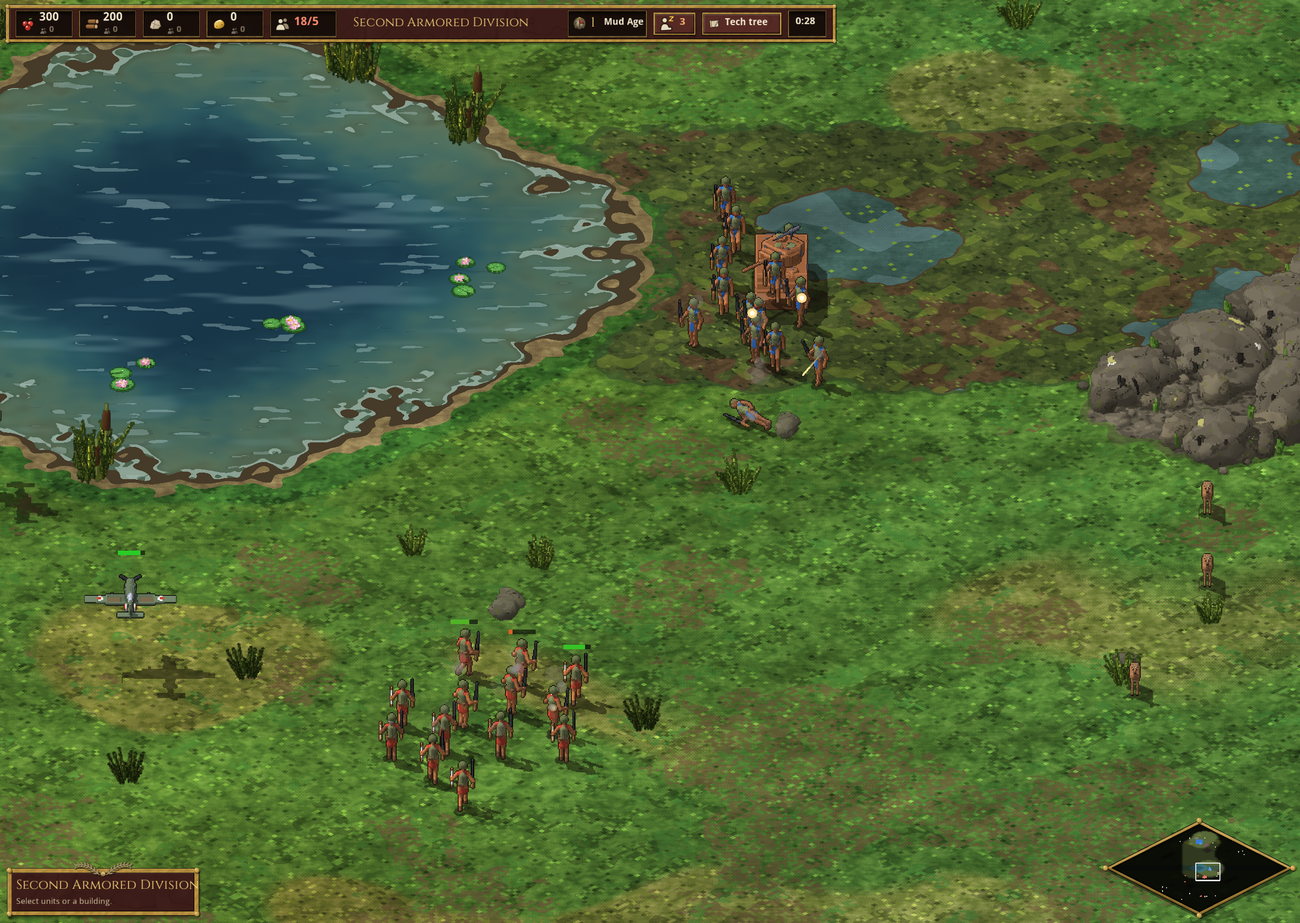 300
0
200
0
0
0
0
0
18/5
SECOND ARMORED DIVISION
Mud Age
z
z
3
Tech tree
0:28
SECOND ARMORED DIVISION
Select units or a building.